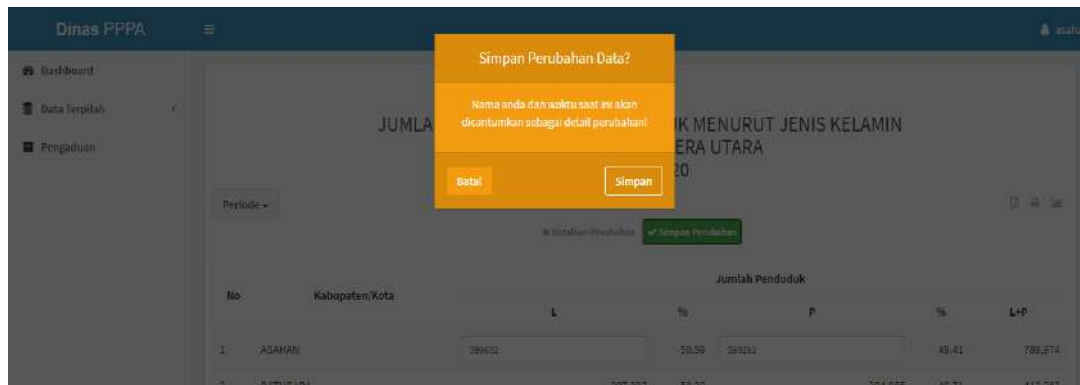 Dinas PPPA
Simpan Perubahan Data?
Dashboard
Nama anda dan waktu saat ini akan
dicantumkan sebagai detail perubahan!
Data Terpilah
JUMLA K MENURUT JENIS KELAMIN
Pengaduan
ERA UTARA
20
Batal Simpan
Periode
Batalkan Perubahan Simpan Perubahan
Jumlah Penduduk
No Kabupaten/Kota
L % P % L+P
1 ASAHAN 50,59 49,41 789,974